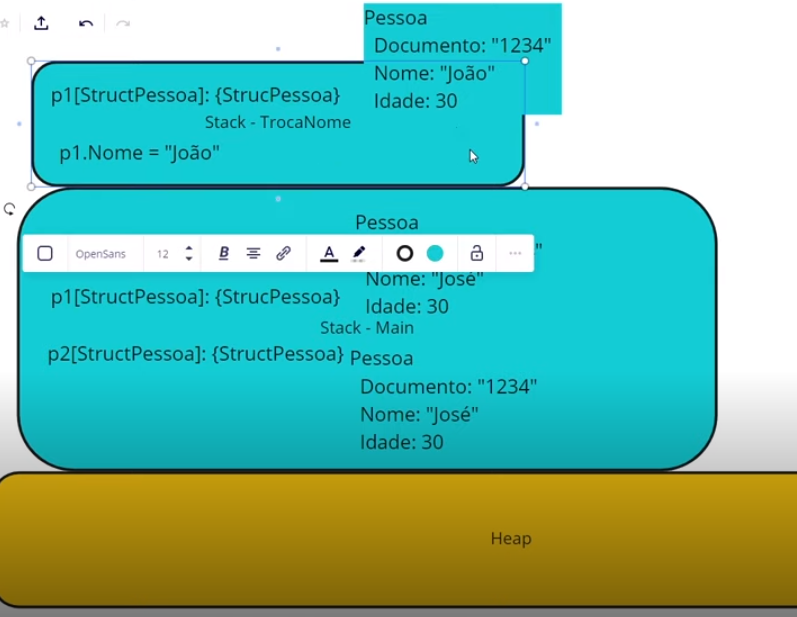 Pessoa
Documento: "1234"
Nome: "João"
Idade: 30
p1[StructPessoa]: {StrucPessoa}
Stack - TrocaNome
p1.Nome = "João"
Pessoa
"
OpenSans 12 B A
Nome: "José"
p1[StructPessoa]: {StrucPessoa}
Idade: 30
Stack - Main
p2[StructPessoa]: {StructPessoa}
Pessoa
Documento: "1234"
Nome: "José"
Idade: 30
Heap